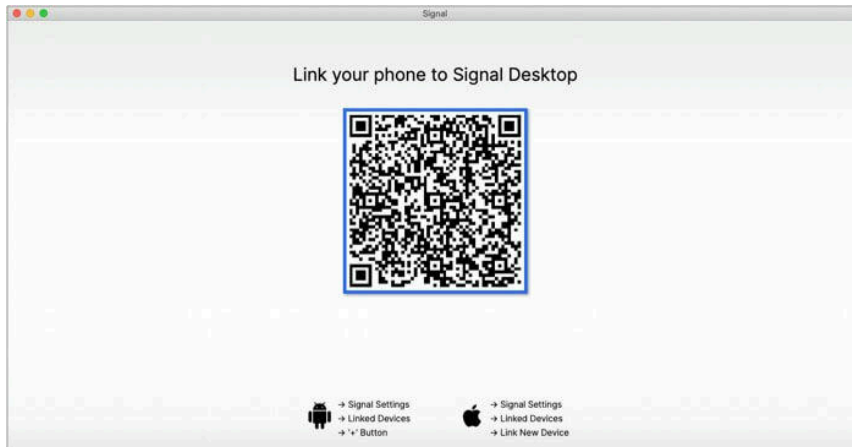 Signal
Link your phone to Signal Desktop
→ Signal Settings
→ Linked Devices
→ '+' Button
→ Signal Settings
→ Linked Devices
→ Link New Device